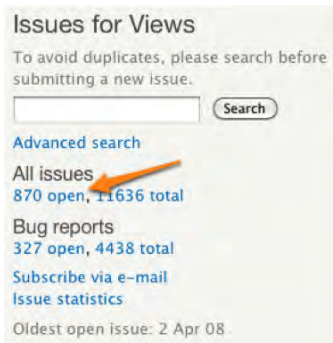 Issues for Views
To avoid duplicates, please search before
submitting a new issue.
Search
Advanced search
All issues
870 open, 11636 total
Bug reports
327 open, 4438 total
Subscribe via e-mail
Issue statistics
Oldest open issue: 2 Apr 08